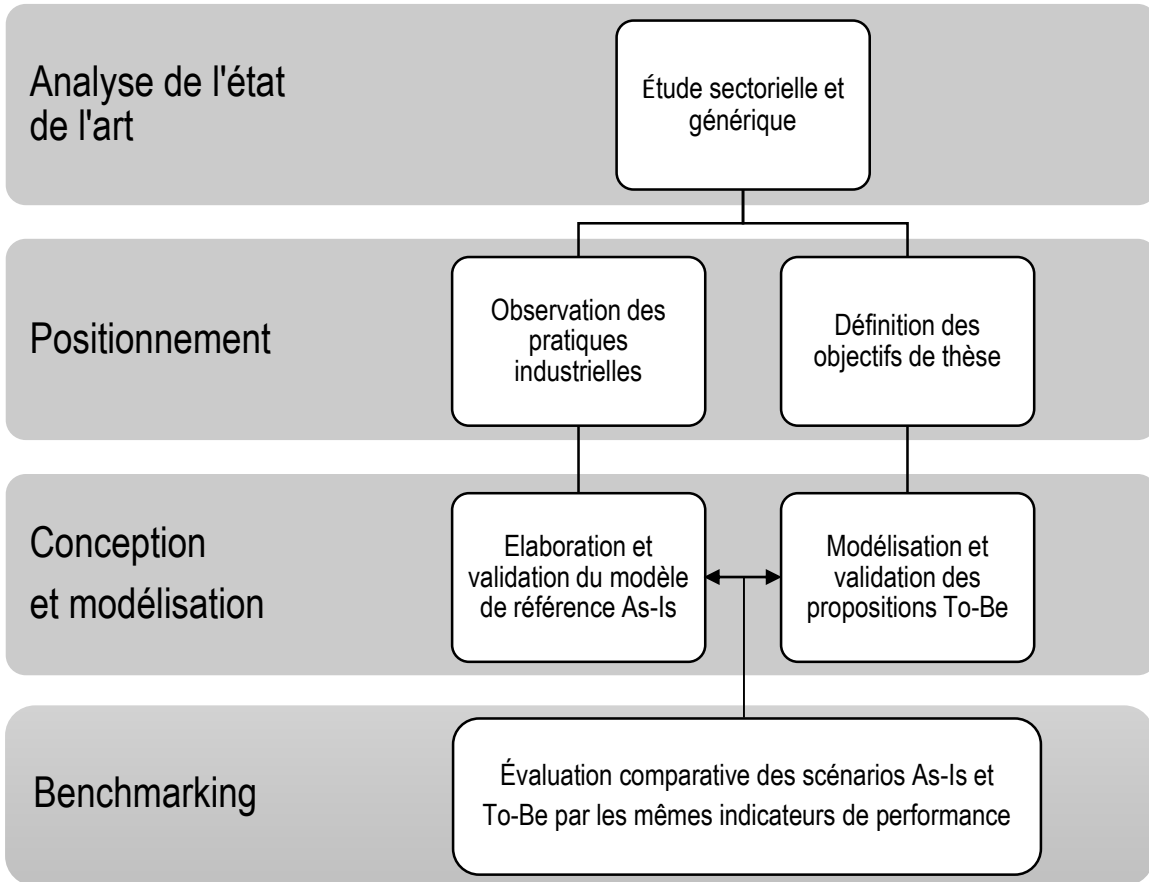 Analyse de l'état
de l'art
Étude sectorielle et
générique
Positionnement
Observation des
pratiques
industrielles
Définition des
objectifs de thèse
Conception
et modélisation
Elaboration et
validation du modèle
de référence As-Is
Modélisation et
validation des
propositions To-Be
Benchmarking
Évaluation comparative des scénarios As-Is et
To-Be par les mêmes indicateurs de performance